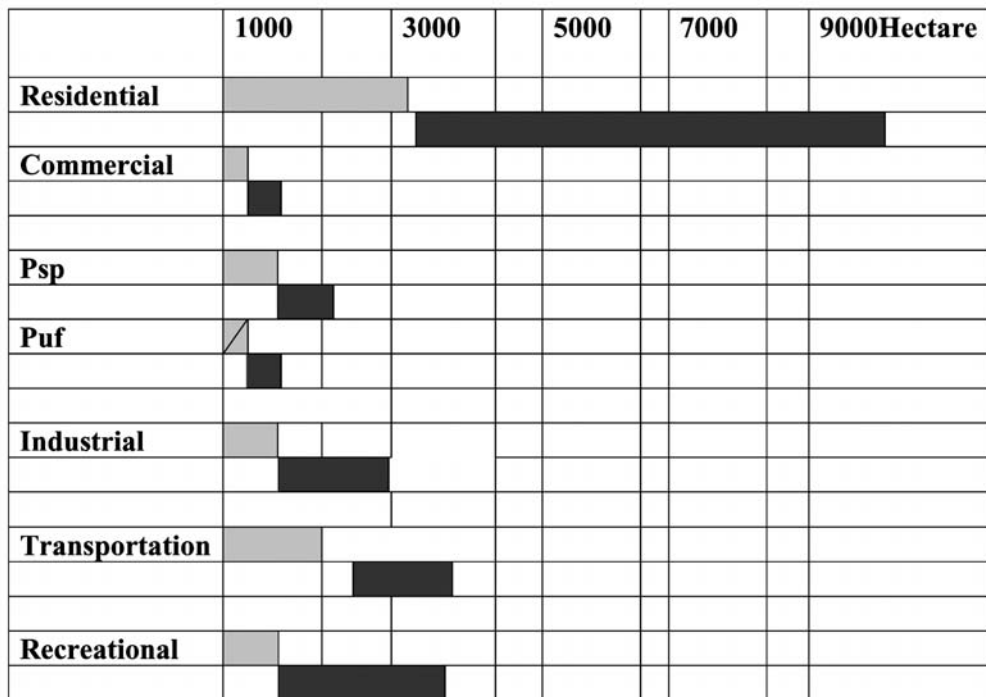 1000 3000 5000 7000 9000Hectare
Residential
Commercial
Psp
Puf
Industrial
Transportation
Recreational